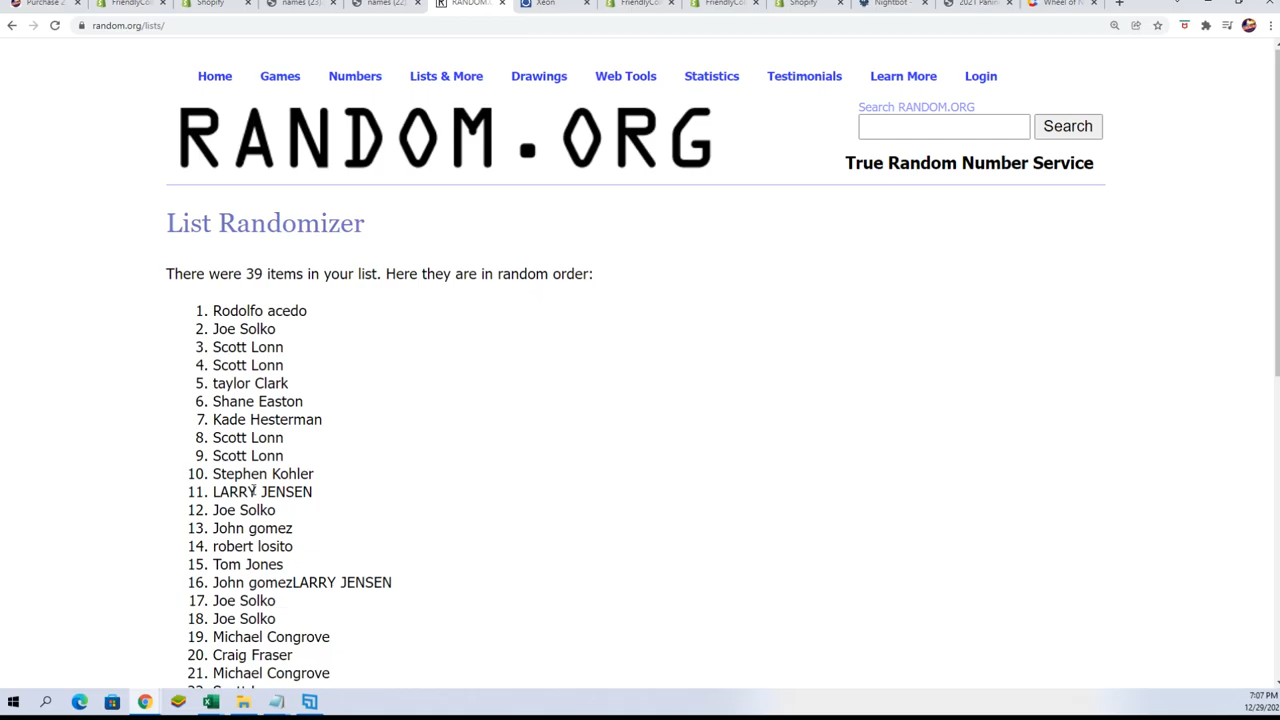 Purchase
FriendlyCo
Shopify
names (23)
names (22)
RANDOM.
Xeon
FriendlyCo
FriendlyCo
Shopify
Nightbot -
2021 Panin
Wheel of N
random.org/lists/
Home Games Numbers Lists & More Drawings Web Tools Statistics Testimonials Learn More Login
RANDOM.ORG
Search RANDOM.ORG
Search
True Random Number Service
List Randomizer
There were 39 items in your list. Here they are in random order:
1. Rodolfo acedo
2. Joe Solko
3. Scott Lonn
4. Scott Lonn
5. taylor Clark
6. Shane Easton
7. Kade Hesterman
8. Scott Lonn
9. Scott Lonn
10. Stephen Kohler
11. LARRY JENSEN
12. Joe Solko
13. John gomez
14. robert losito
15. Tom Jones
16. John gomezLARRY JENSEN
17. Joe Solko
18. Joe Solko
19. Michael Congrove
20. Craig Fraser
21. Michael Congrove
7:07 PM
12/29/202